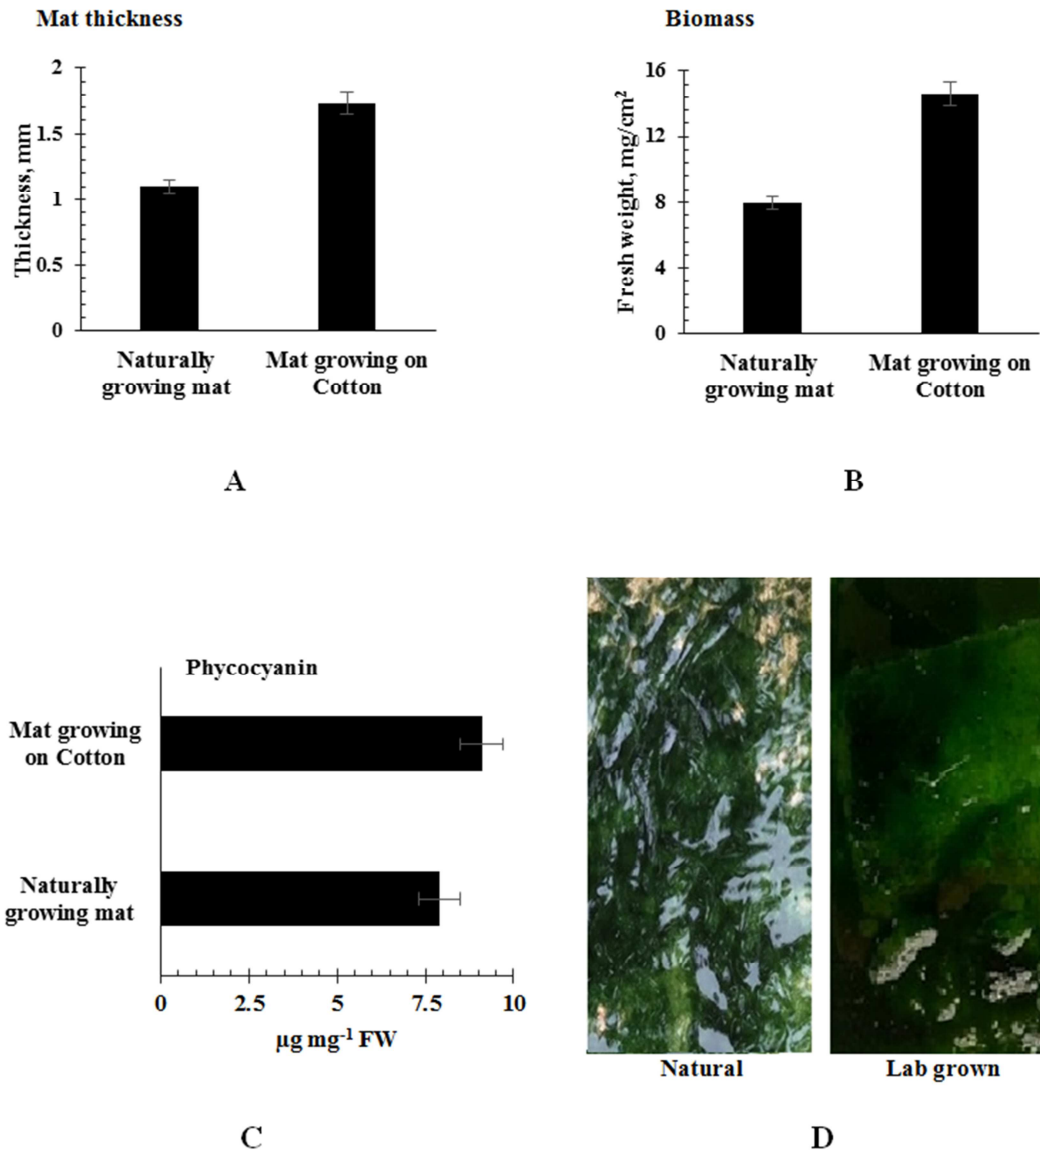 Mat thickness
2
1.5
1
0.5
0
Thickness, mm
Naturally
growing mat
Mat growing on
Cotton
A
Biomass
16
12
8
4
0
Fresh weight, mg/cm²
Naturally
growing mat
Mat growing on
Cotton
B
Phycocyanin
Mat growing
on Cotton
Naturally
growing mat
0 2.5 5 7.5 10
µg mg⁻¹ FW
C
Natural
Lab grown
D